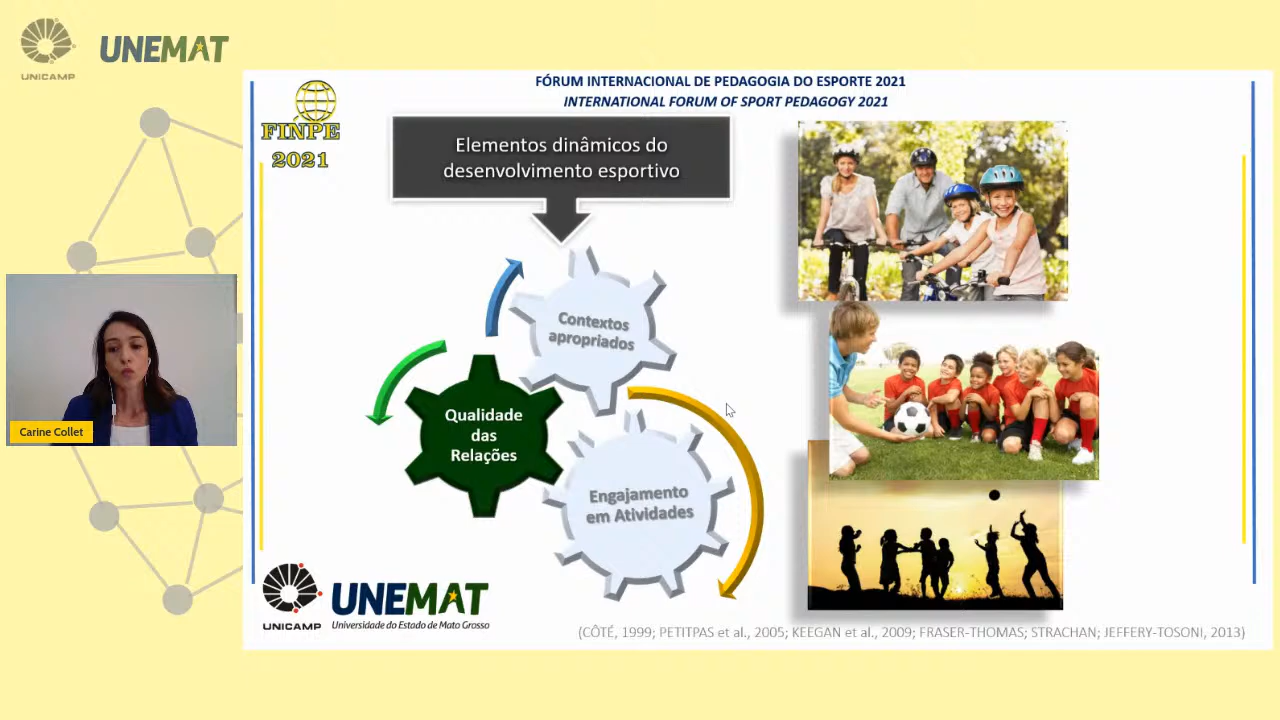 UNICAMP
UNEMAT
FÓRUM INTERNACIONAL DE PEDAGOGIA DO ESPORTE 2021
INTERNATIONAL FORUM OF SPORT PEDAGOGY 2021
FINPE
2021
Elementos dinâmicos do
desenvolvimento esportivo
Contextos
apropriados
Qualidade
das
Relações
Engajamento
em Atividades
Carine Collet
UNICAMP
UNEMAT
Universidade do Estado de Mato Grosso
(CÔTÉ, 1999; PETITPAS et al., 2005; KEEGAN et al., 2009; FRASER-THOMAS; STRACHAN; JEFFERY-TOSONI, 2013)